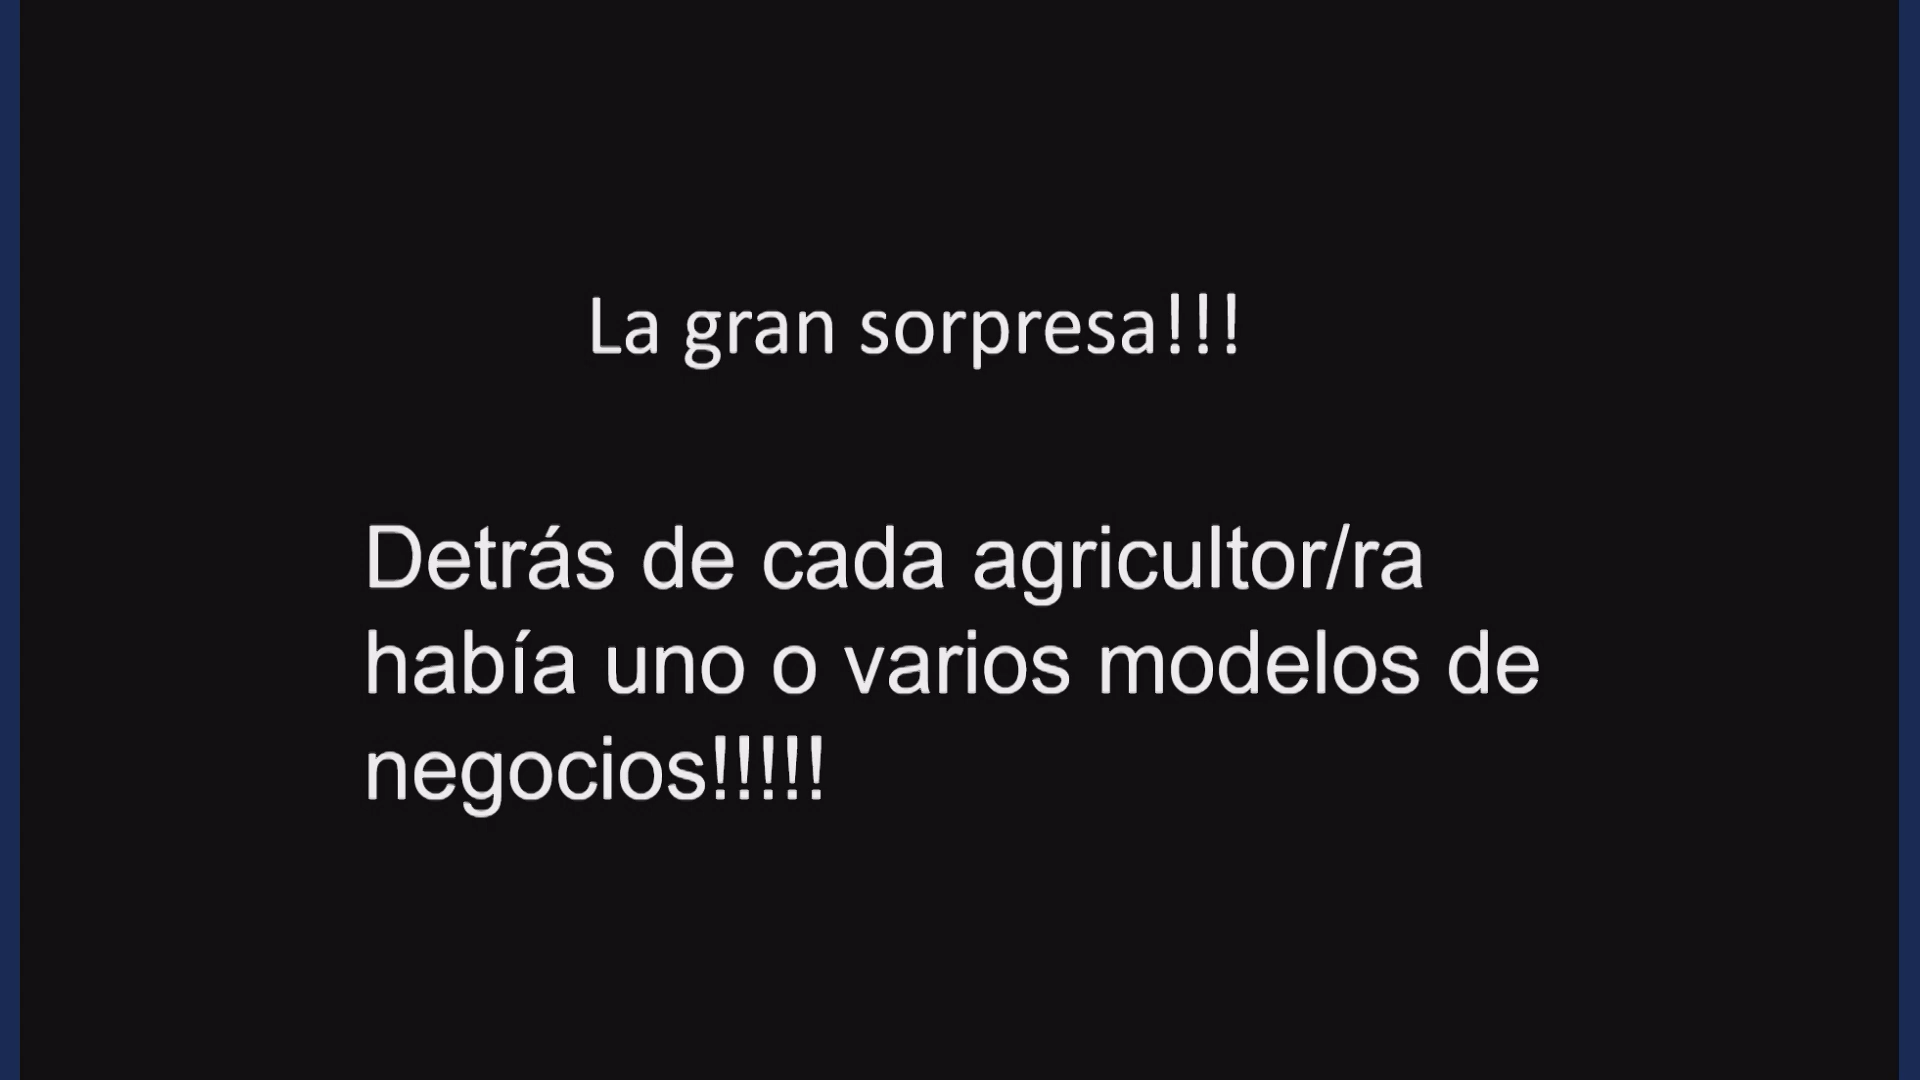 La gran sorpresa!!!
Detrás de cada agricultor/ra
había uno o varios modelos de
negocios!!!!!